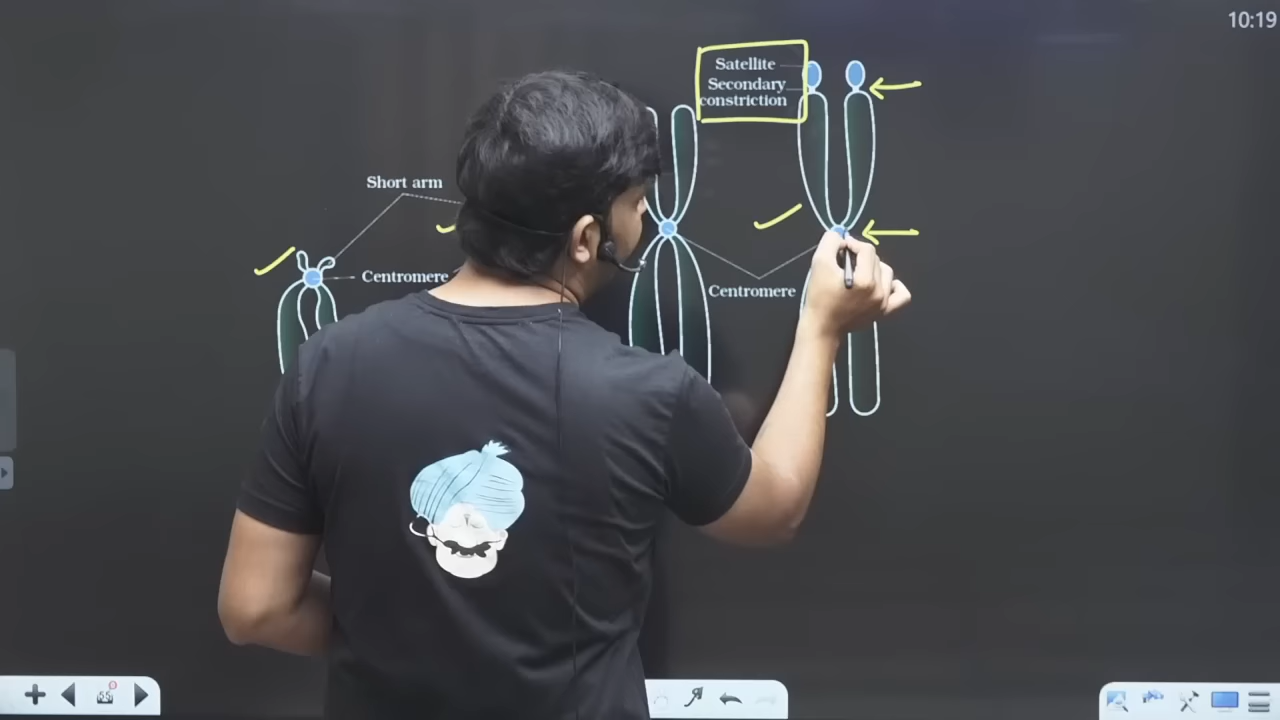 10:19
Satellite
Secondary
constriction
Short arm
Centromere
Centromere